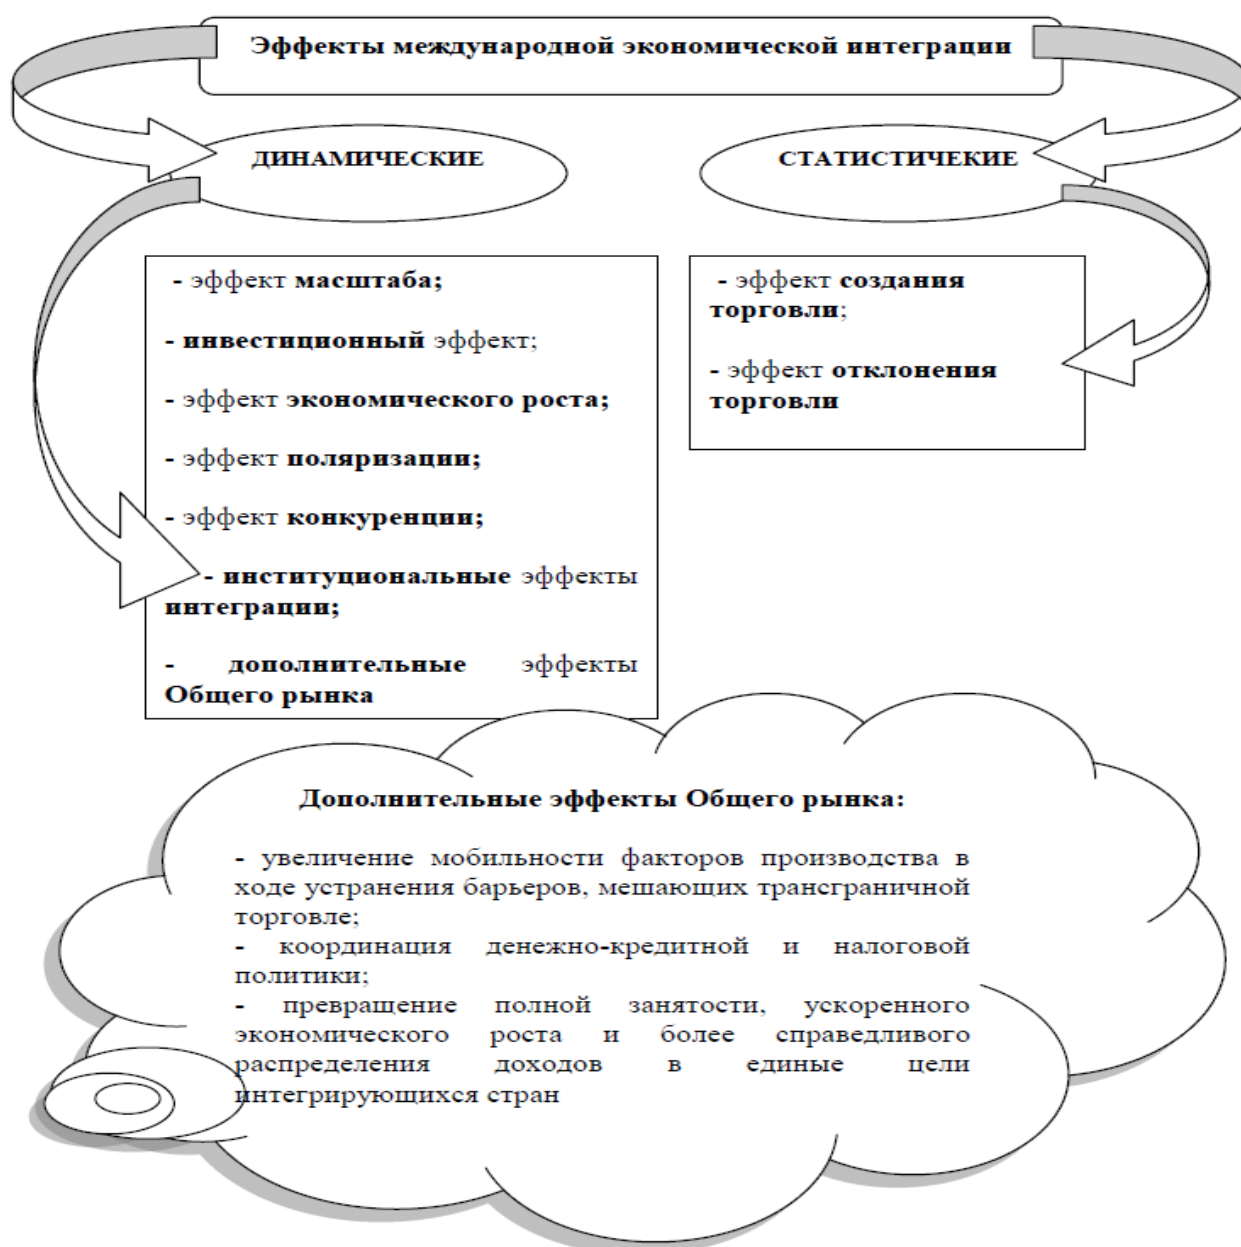 Эффекты международной экономической интеграции
ДИНАМИЧЕСКИЕ
СТАТИСТИЧЕКИЕ
- эффект масштаба;
- инвестиционный эффект;
- эффект экономического роста;
- эффект поляризации;
- эффект конкуренции;
- институциональные эффекты
интеграции;
- дополнительные эффекты
Общего рынка
- эффект создания
торговли;
- эффект отклонения
торговли
Дополнительные эффекты Общего рынка:
- увеличение мобильности факторов производства в
ходе устранения барьеров, мешающих трансграничной
торговле;
- координация денежно-кредитной и налоговой
политики;
- превращение полной занятости, ускоренного
экономического роста и более справедливого
распределения доходов в единые цели
интегрирующихся стран